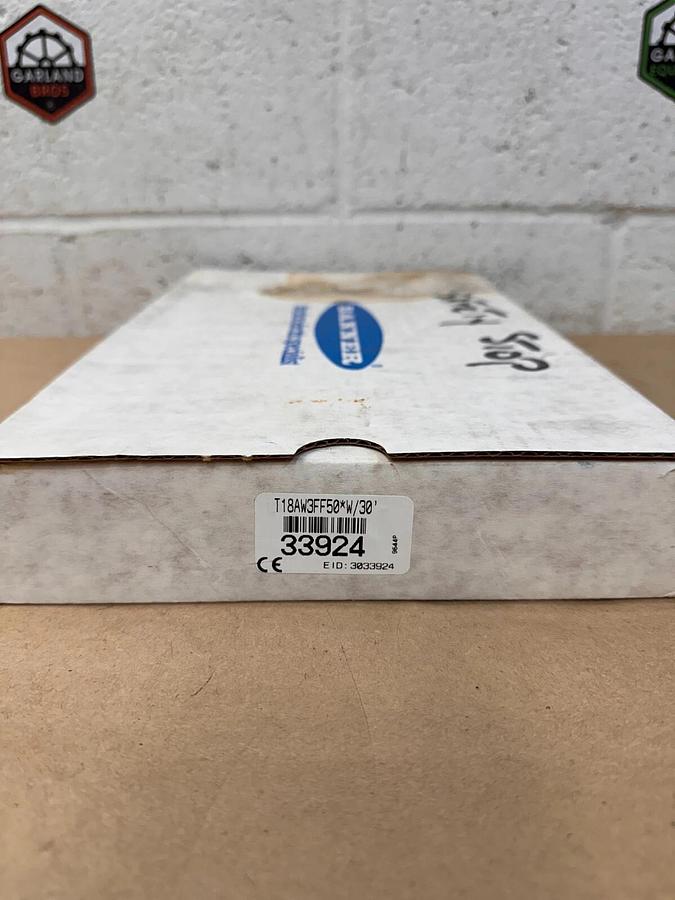 GARLAND
BROS
BANNER
T18AW3FF50*W/30'
33924
9644P
CE
EID: 3033924